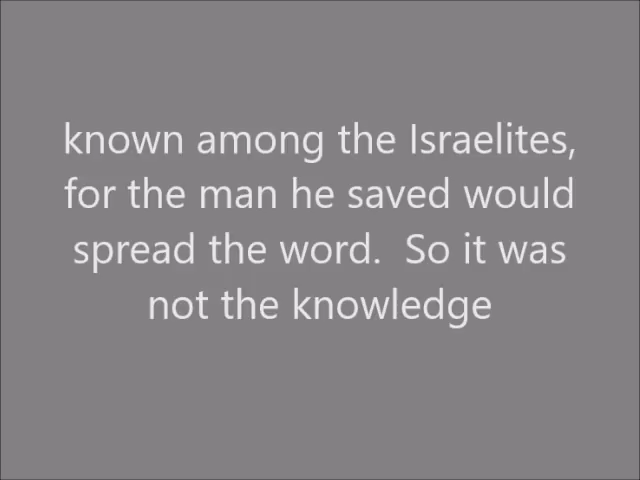 known among the Israelites,
for the man he saved would
spread the word.  So it was
not the knowledge